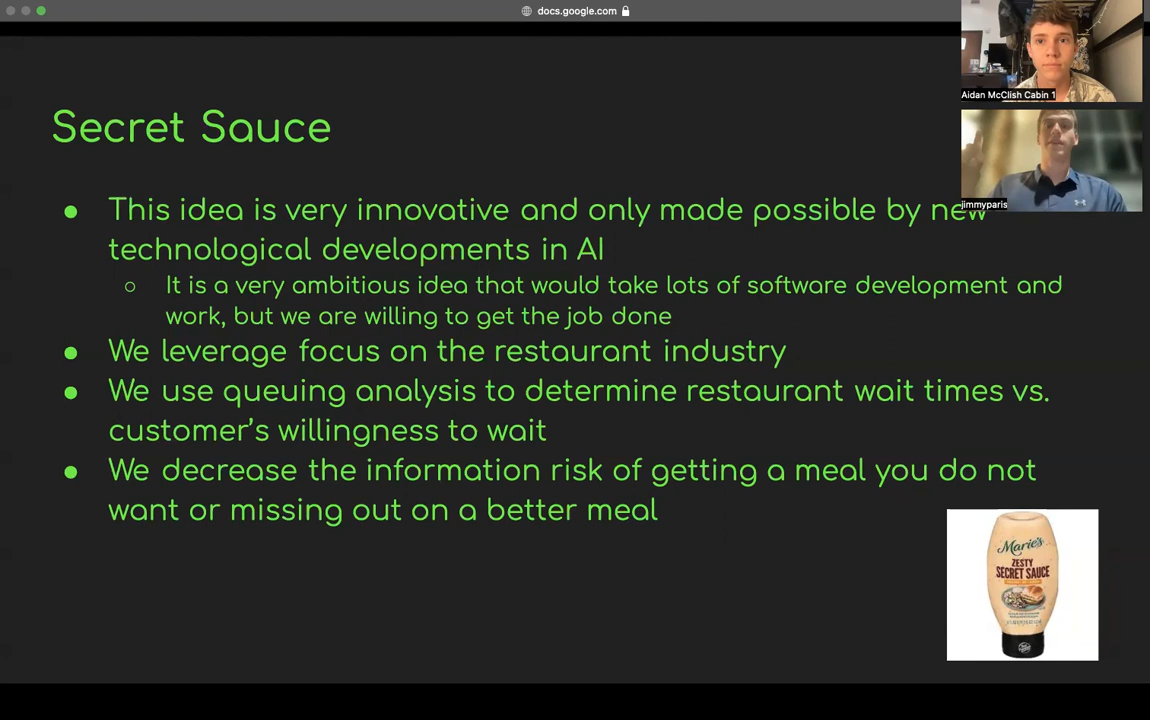 docs.google.com
Aidan McClish Cabin 1
jimmyparis
Secret Sauce
This idea is very innovative and only made possible by new
technological developments in AI
It is a very ambitious idea that would take lots of software development and
work, but we are willing to get the job done
We leverage focus on the restaurant industry
We use queuing analysis to determine restaurant wait times vs.
customer’s willingness to wait
We decrease the information risk of getting a meal you do not
want or missing out on a better meal
Marie's
ZESTY
SECRET SAUCE